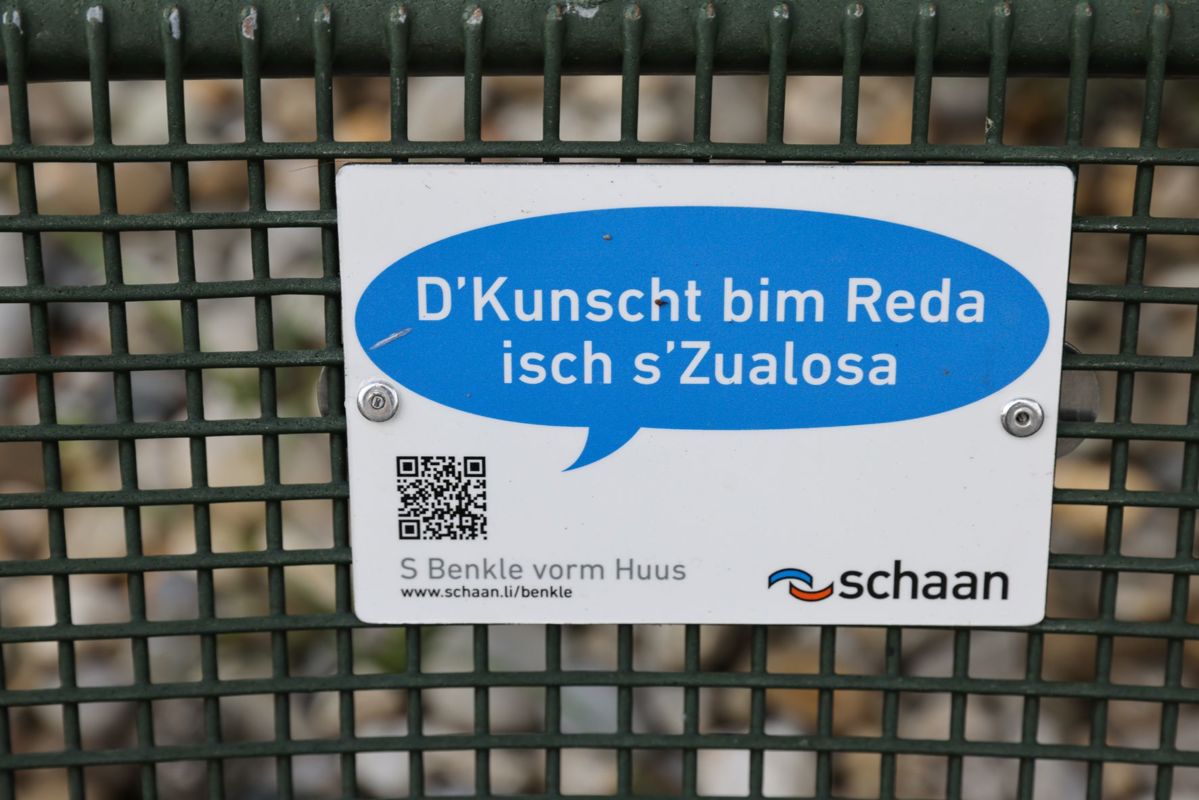 D'Kunscht bim Reda
isch s'Zualosa
S Benkle vorm Huus
www.schaan.li/benkle
schaan